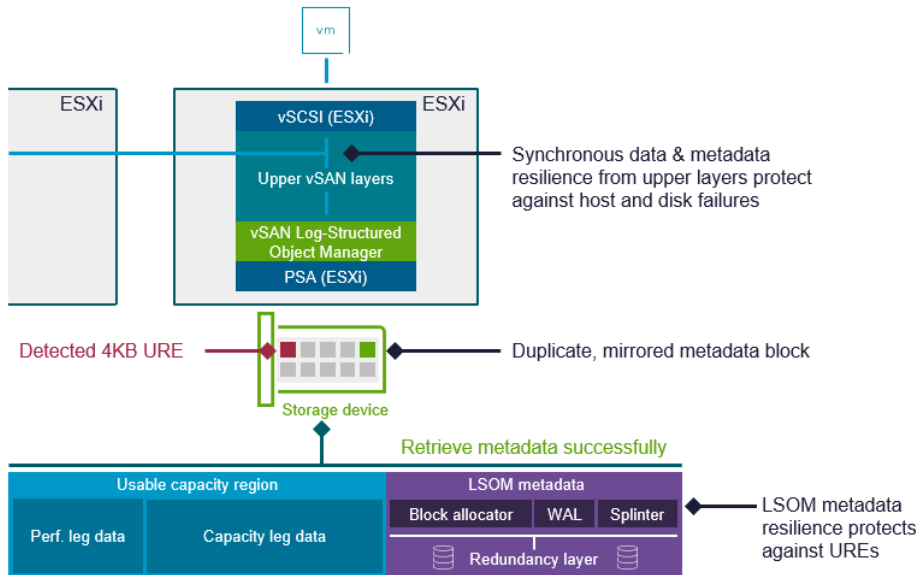 vm
ESXi
ESXi
vSCSI (ESXi)
Upper vSAN layers
vSAN Log-Structured
Object Manager
PSA (ESXi)
Synchronous data & metadata
resilience from upper layers protect
against host and disk failures
Detected 4KB URE
Duplicate, mirrored metadata block
Storage device
Retrieve metadata successfully
Usable capacity region
LSOM metadata
Perf. leg data
Capacity leg data
Block allocator
WAL
Splinter
Redundancy layer
LSOM metadata
resilience protects
against UREs